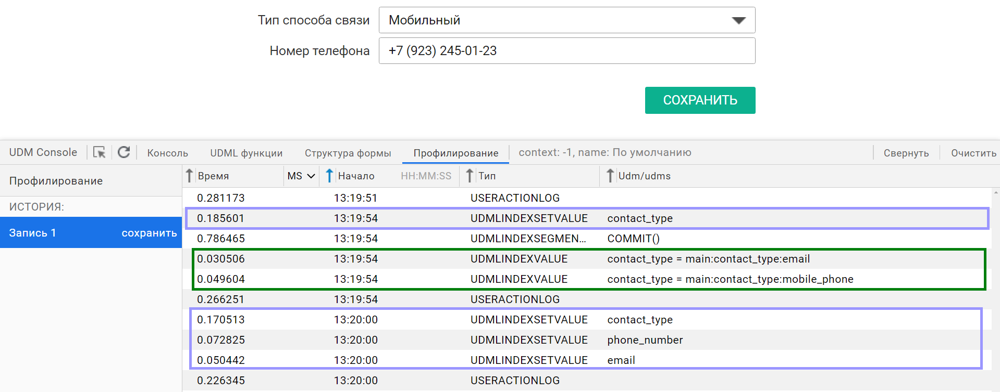 Тип способа связи Мобильный
Номер телефона +7 (923) 245-01-23
СОХРАНИТЬ
UDM Console Консоль UDML функции Структура формы Профилирование context: -1, name: По умолчанию Свернуть Очистить
Профилирование
ИСТОРИЯ:
Запись 1 сохранить
Время MS Начало HH:MM:SS Тип Udm/udms
0.281173 13:19:51 USERACTIONLOG
0.185601 13:19:54 UDMLINDEXSETVALUE contact_type
0.786465 13:19:54 UDMLINDEXSEGMEN... COMMIT()
0.030506 13:19:54 UDMLINDEXVALUE contact_type = main:contact_type:email
0.049604 13:19:54 UDMLINDEXVALUE contact_type = main:contact_type:mobile_phone
0.266251 13:19:54 USERACTIONLOG
0.170513 13:20:00 UDMLINDEXSETVALUE contact_type
0.072825 13:20:00 UDMLINDEXSETVALUE phone_number
0.050442 13:20:00 UDMLINDEXSETVALUE email
0.226345 13:20:00 USERACTIONLOG